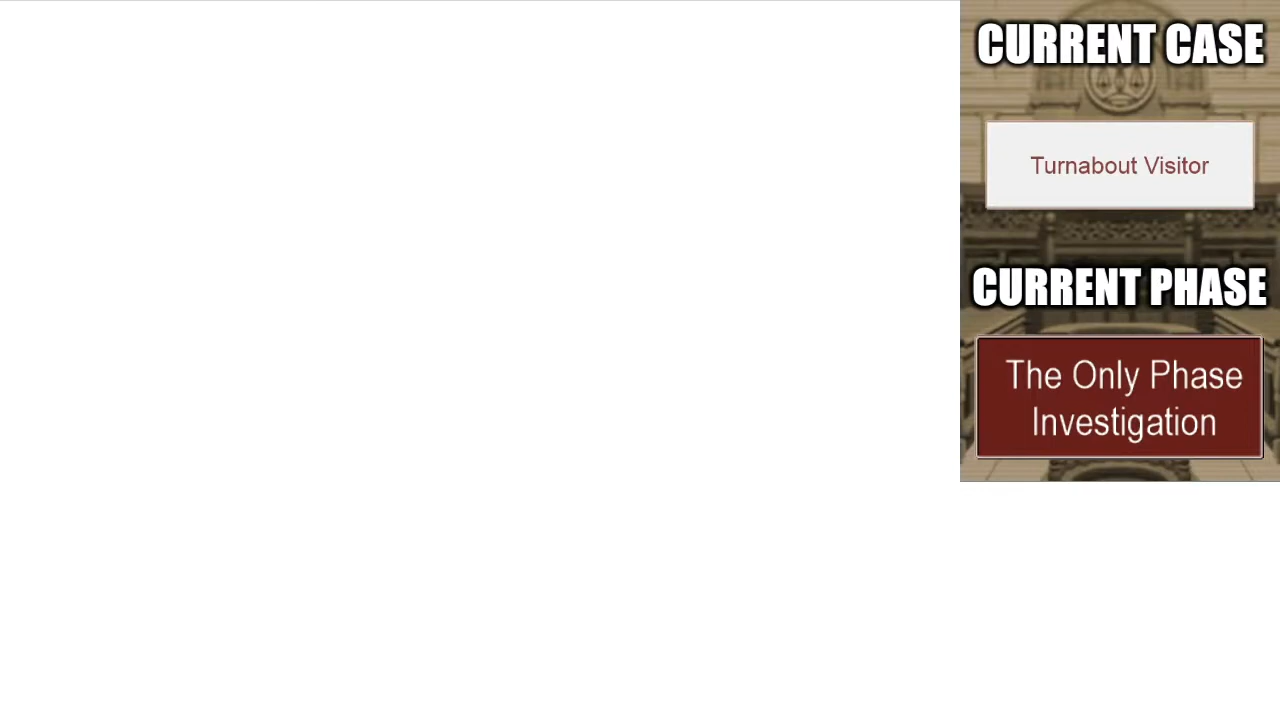 CURRENT CASE
Turnabout Visitor
CURRENT PHASE
The Only Phase
Investigation